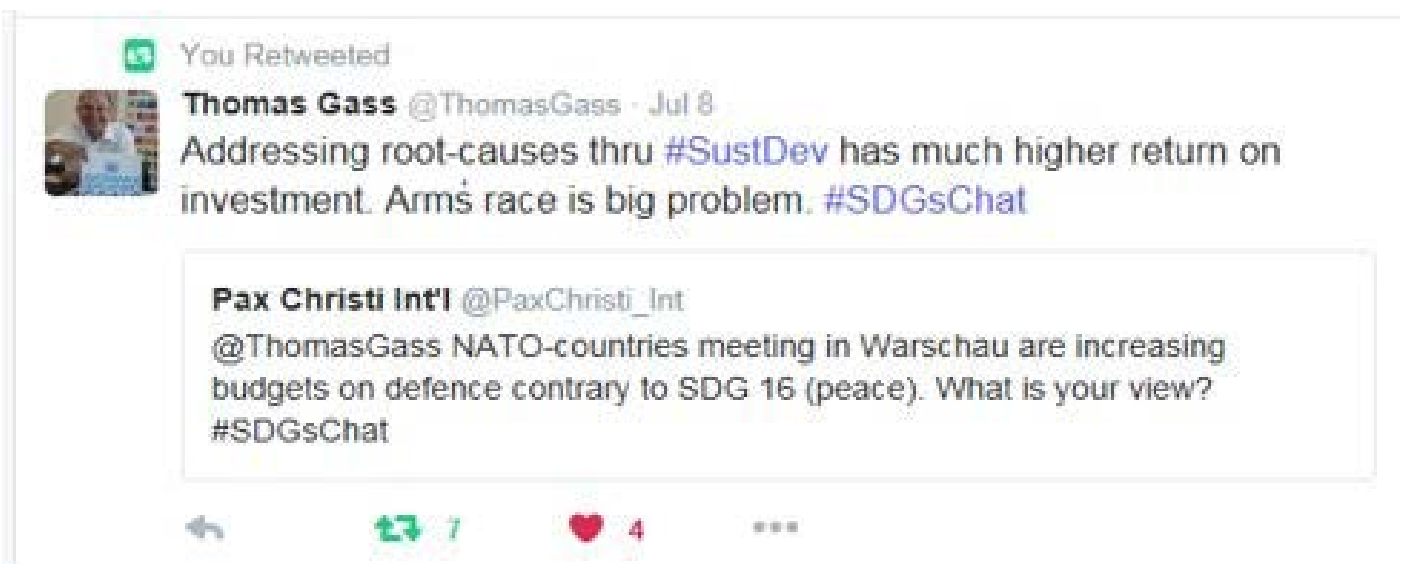 You Retweeted
Thomas Gass @ThomasGass · Jul 8
Addressing root-causes thru #SustDev has much higher return on
investment. Armś race is big problem. #SDGsChat
Pax Christi Int'l @PaxChristi_Int
@ThomasGass NATO-countries meeting in Warschau are increasing
budgets on defence contrary to SDG 16 (peace). What is your view?
#SDGsChat
7 4